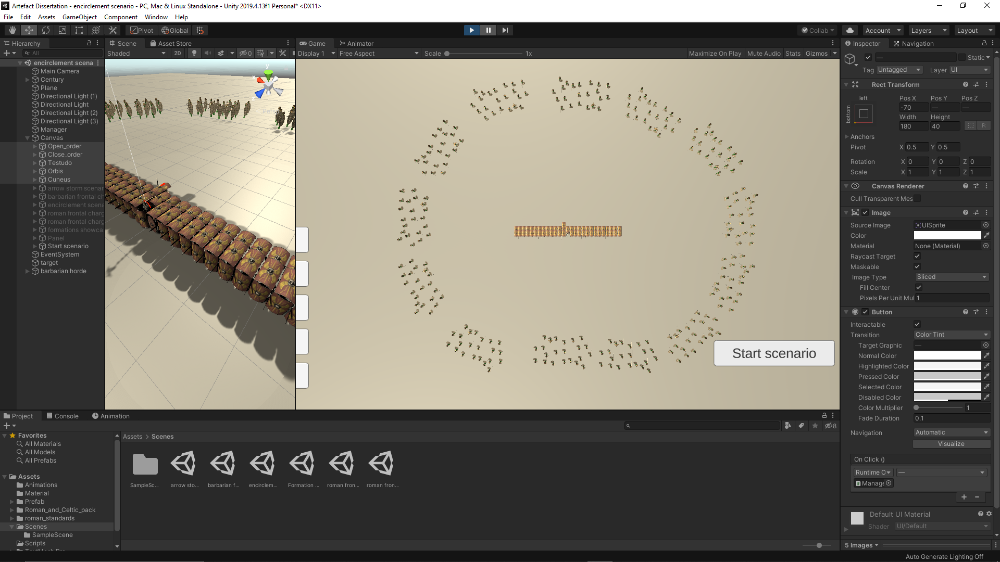 Artefact Dissertation - encirclement scenario - PC, Mac & Linux Standalone - Unity 2019.4.13f1 Personal* <DX11>
File Edit Assets GameObject Component Window Help
Pivot Global Collab Account Layers Layout
Hierarchy
All
encirclement scena
Main Camera
Century
Plane
Directional Light (1)
Directional Light
Directional Light (2)
Directional Light (3)
Manager
Canvas
Open_order
Close_order
Testudo
Orbis
Cuneus
arrow storm scenar
barbarian frontal ch
encirclement scena
roman frontal charg
roman frontal charg
formations showca
Panel
Start scenario
EventSystem
target
barbarian horde
Scene Asset Store
Shaded 2D 0
y
x
z
Persp
Game Animator
Display 1 Free Aspect Scale 1x Maximize On Play Mute Audio Stats Gizmos
Start scenario
Inspector Navigation
— Static
Tag Untagged Layer UI
Rect Transform
left Pos X Pos Y Pos Z
bottom -70 — —
Width Height
180 40 R
Anchors
Pivot X 0.5 Y 0.5
Rotation X 0 Y 0 Z 0
Scale X 1 Y 1 Z 1
Canvas Renderer
Cull Transparent Mes
Image
Source Image UISprite
Color
Material None (Material)
Raycast Target
Maskable
Image Type Sliced
Fill Center
Pixels Per Unit Mul 1
Button
Interactable
Transition Color Tint
Target Graphic —
Normal Color
Highlighted Color
Pressed Color
Selected Color
Disabled Color
Color Multiplier 1
Fade Duration 0.1
Navigation Automatic
Visualize
On Click ()
Runtime O —
Manage
+ −
Default UI Material
Shader UI/Default
5 Images
Project Console Animation
8
Favorites
All Materials
All Models
All Prefabs
Assets
Animations
Material
Prefab
Roman_and_Celtic_pack
roman_standards
Scenes
SampleScene
Scripts
Assets > Scenes
SampleSc... arrow sto... barbarian f... encirclem... Formation ... roman fron... roman fron...
Auto Generate Lighting Off